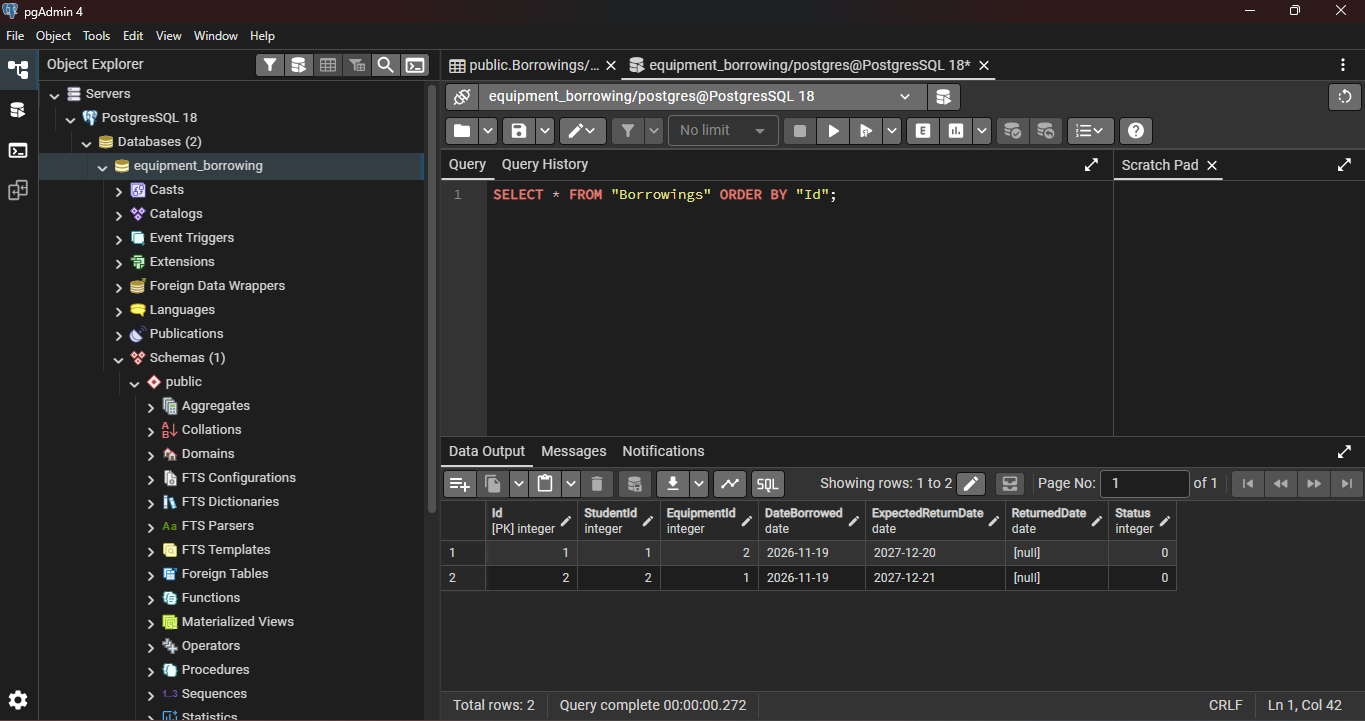 pgAdmin 4
File Object Tools Edit View Window Help
Object Explorer
public.Borrowings/...
equipment_borrowing/postgres@PostgresSQL 18*
equipment_borrowing/postgres@PostgresSQL 18
No limit
E
Query Query History
Scratch Pad
1 SELECT * FROM "Borrowings" ORDER BY "Id";
Servers
PostgresSQL 18
Databases (2)
equipment_borrowing
Casts
Catalogs
Event Triggers
Extensions
Foreign Data Wrappers
Languages
Publications
Schemas (1)
public
Aggregates
Collations
Domains
FTS Configurations
FTS Dictionaries
FTS Parsers
FTS Templates
Foreign Tables
Functions
Materialized Views
Operators
Procedures
1..3 Sequences
Statistics
Data Output Messages Notifications
SQL
Showing rows: 1 to 2
Page No: 1 of 1
Id StudentId EquipmentId DateBorrowed ExpectedReturnDate ReturnedDate Status
[PK] integer integer integer date date date integer
1 1 1 2 2026-11-19 2027-12-20 [null] 0
2 2 2 1 2026-11-19 2027-12-21 [null] 0
Total rows: 2 Query complete 00:00:00.272 CRLF Ln 1, Col 42